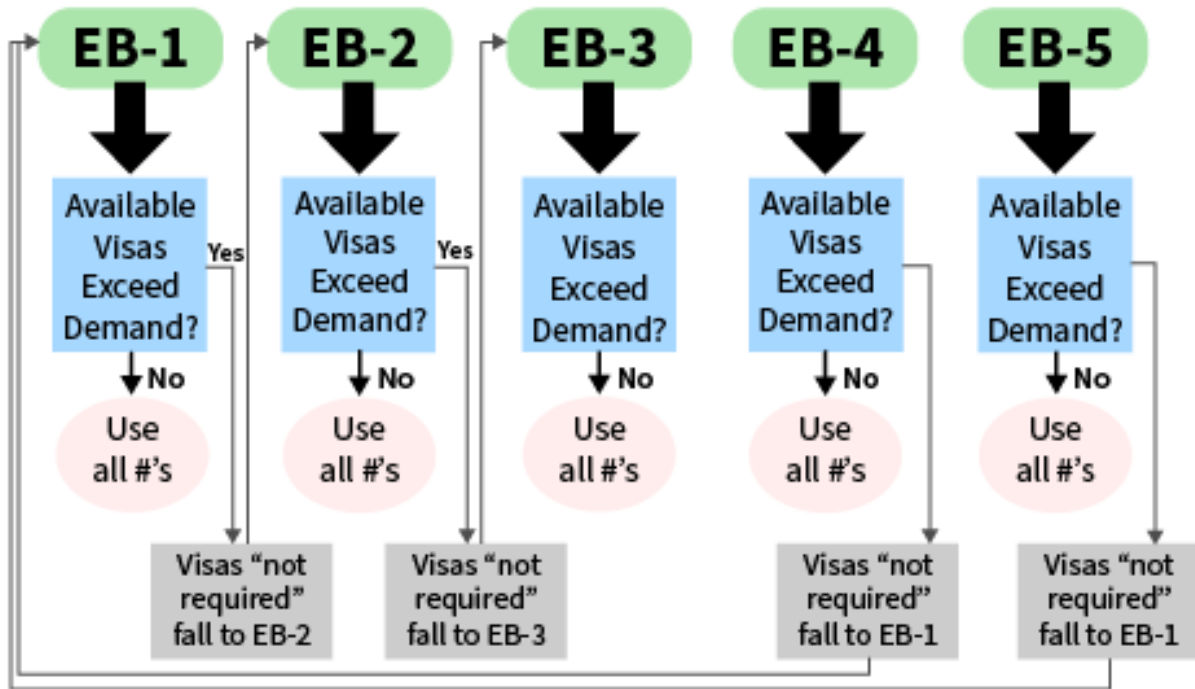 EB-1
EB-2
EB-3
EB-4
EB-5
Available
Visas
Exceed
Demand?
Yes
No
Use
all #'s
Visas “not
required”
fall to EB-2
Available
Visas
Exceed
Demand?
Yes
No
Use
all #'s
Visas “not
required”
fall to EB-3
Available
Visas
Exceed
Demand?
No
Use
all #'s
Available
Visas
Exceed
Demand?
No
Use
all #'s
Visas “not
required”
fall to EB-1
Available
Visas
Exceed
Demand?
No
Use
all #'s
Visas “not
required”
fall to EB-1